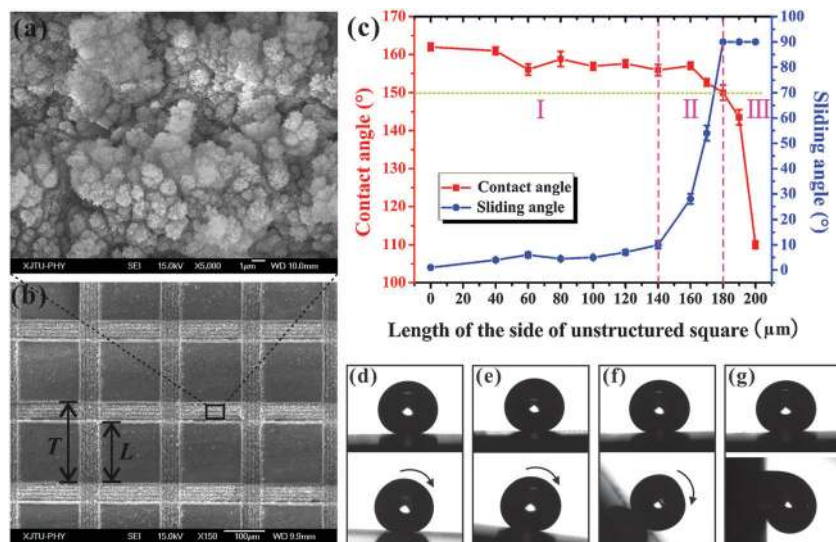 (a)
XJTU-PHY SEI 15.0kV X5,000 1μm WD 10.0mm
(b)
T
L
XJTU-PHY SEI 15.0kV X150 100μm WD 9.9mm
(c)
Contact angle (°)
170
160
150
140
130
120
110
100
I
II
III
Contact angle
Sliding angle
0 20 40 60 80 100 120 140 160 180 200
Length of the side of unstructured square (μm)
100
90
80
70
60
50
40
30
20
10
0
Sliding angle (°)
(d)
(e)
(f)
(g)